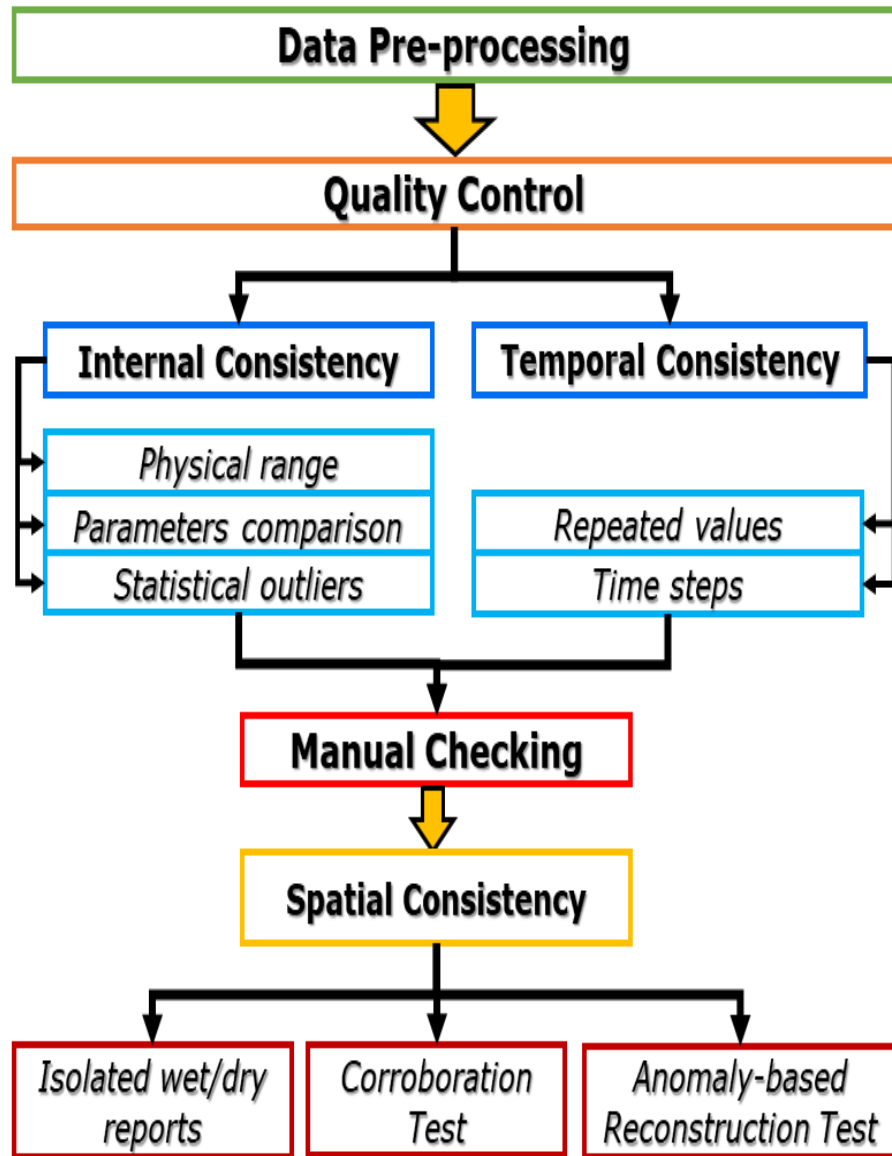 Data Pre-processing
Quality Control
Internal Consistency
Temporal Consistency
Physical range
Parameters comparison
Statistical outliers
Repeated values
Time steps
Manual Checking
Spatial Consistency
Isolated wet/dry
reports
Corroboration
Test
Anomaly-based
Reconstruction Test